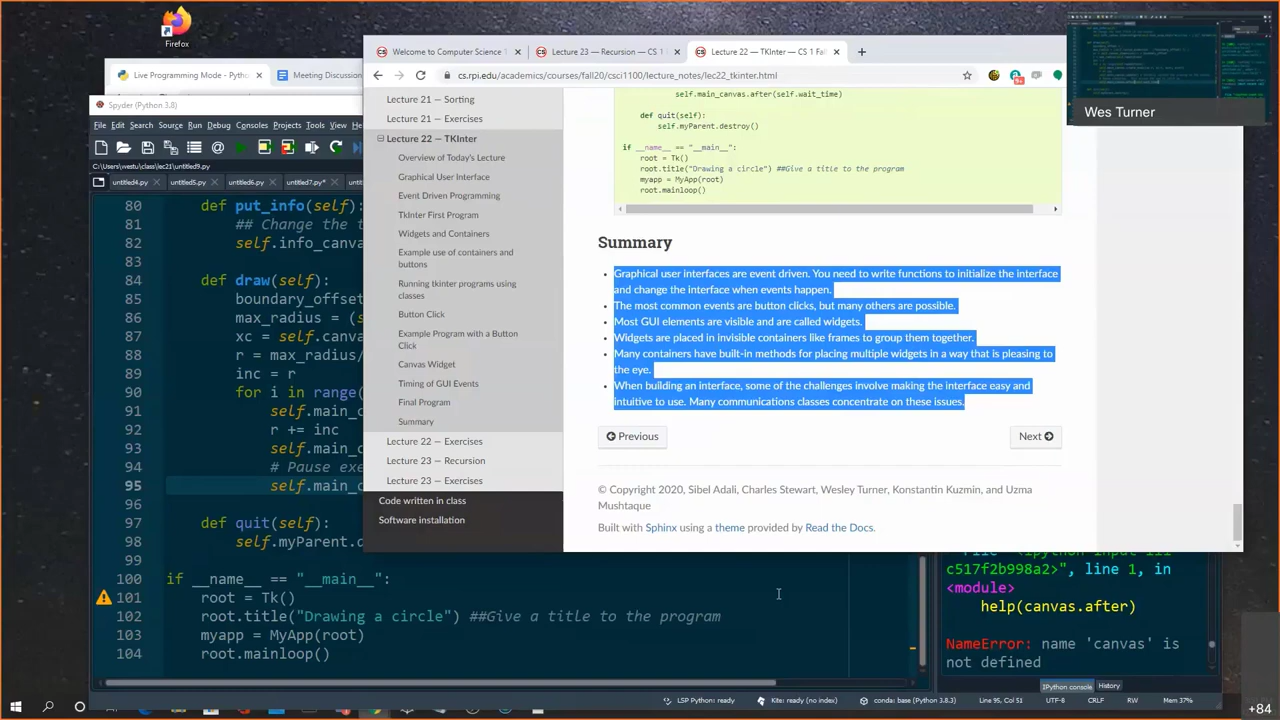 Firefox
Live Programming Mode - Pytho
Meeting Discussion
Spyder (Python 3.8)
File Edit Search Source Run Debug Consoles Projects Tools View
C:\Users\westu\class\lec21\untitled9.py
untitled4.py
untitled5.py
untitled6.py
untitled7.py*
80 def put_info(self):
81 ## Change the t
82 self.info_canva
83
84 def draw(self):
85 boundary_offset
86 max_radius = (s
87 xc = self.canva
88 r = max_radius/
89 inc = r
90 for i in range(
91 self.main_c
92 r += inc
93 self.main_c
94 # Pause exe
95 self.main_c
96
97 def quit(self):
98 self.myParent.d
99
100 if __name__ == "__main__":
101 root = Tk()
102 root.title("Drawing a circle") ##Give a title to the program
103 myapp = MyApp(root)
104 root.mainloop()
Welcome to Computer Science 1
Lecture 23 — Recursion — CS 1
Lecture 22 — TKInter — CS 1 Fal
cs.rpi.edu/academics/courses/fall20/csci1100/lecture_notes/lec22_tkinter.html
Lecture 21 — Sorting
Lecture 21 — Exercises
Lecture 22 — TKInter
Overview of Today's Lecture
Graphical User Interface
Event Driven Programming
TkInter First Program
Widgets and Containers
Example use of containers and
buttons
Running tkinter programs using
classes
Button Click
Example Program with a Button
Click
Canvas Widget
Timing of GUI Events
Final Program
Summary
Lecture 22 — Exercises
Lecture 23 — Recursion
Lecture 23 — Exercises
Code written in class
Software installation
self.main_canvas.after(self.wait_time)
def quit(self):
self.myParent.destroy()
if __name__ == "__main__":
root = Tk()
root.title("Drawing a circle") ##Give a title to the program
myapp = MyApp(root)
root.mainloop()
Summary
Graphical user interfaces are event driven. You need to write functions to initialize the interface
and change the interface when events happen.
The most common events are button clicks, but many others are possible.
Most GUI elements are visible and are called widgets.
Widgets are placed in invisible containers like frames to group them together.
Many containers have built-in methods for placing multiple widgets in a way that is pleasing to
the eye.
When building an interface, some of the challenges involve making the interface easy and
intuitive to use. Many communications classes concentrate on these issues.
Previous
Next
© Copyright 2020, Sibel Adali, Charles Stewart, Wesley Turner, Konstantin Kuzmin, and Uzma
Mushtaque
Built with Sphinx using a theme provided by Read the Docs.
Wes Turner
c517f2b998a2>", line 1, in
<module>
help(canvas.after)
NameError: name 'canvas' is
not defined
IPython console
History
LSP Python: ready
Kite: ready (no index)
conda: base (Python 3.8.3)
Line 95, Col 51
UTF-8
CRLF
RW
Mem 37%
+84